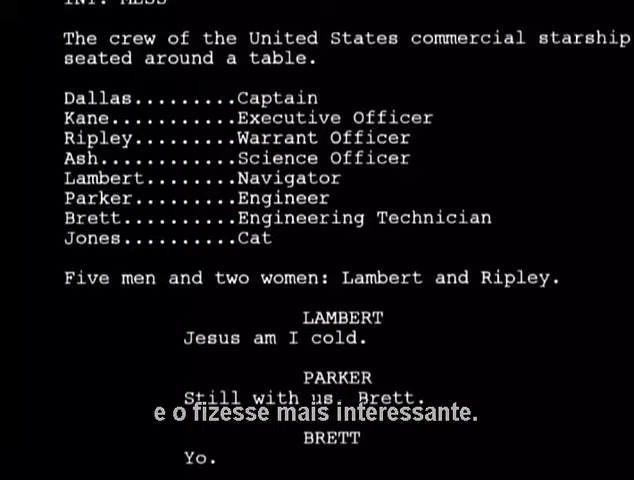 INT. MESS
The crew of the United States commercial starship
seated around a table.
Dallas.........Captain
Kane...........Executive Officer
Ripley.........Warrant Officer
Ash............Science Officer
Lambert........Navigator
Parker.........Engineer
Brett..........Engineering Technician
Jones..........Cat
Five men and two women: Lambert and Ripley.
LAMBERT
Jesus am I cold.
PARKER
Still with us, Brett.
e o fizesse mais interessante.
BRETT
Yo.